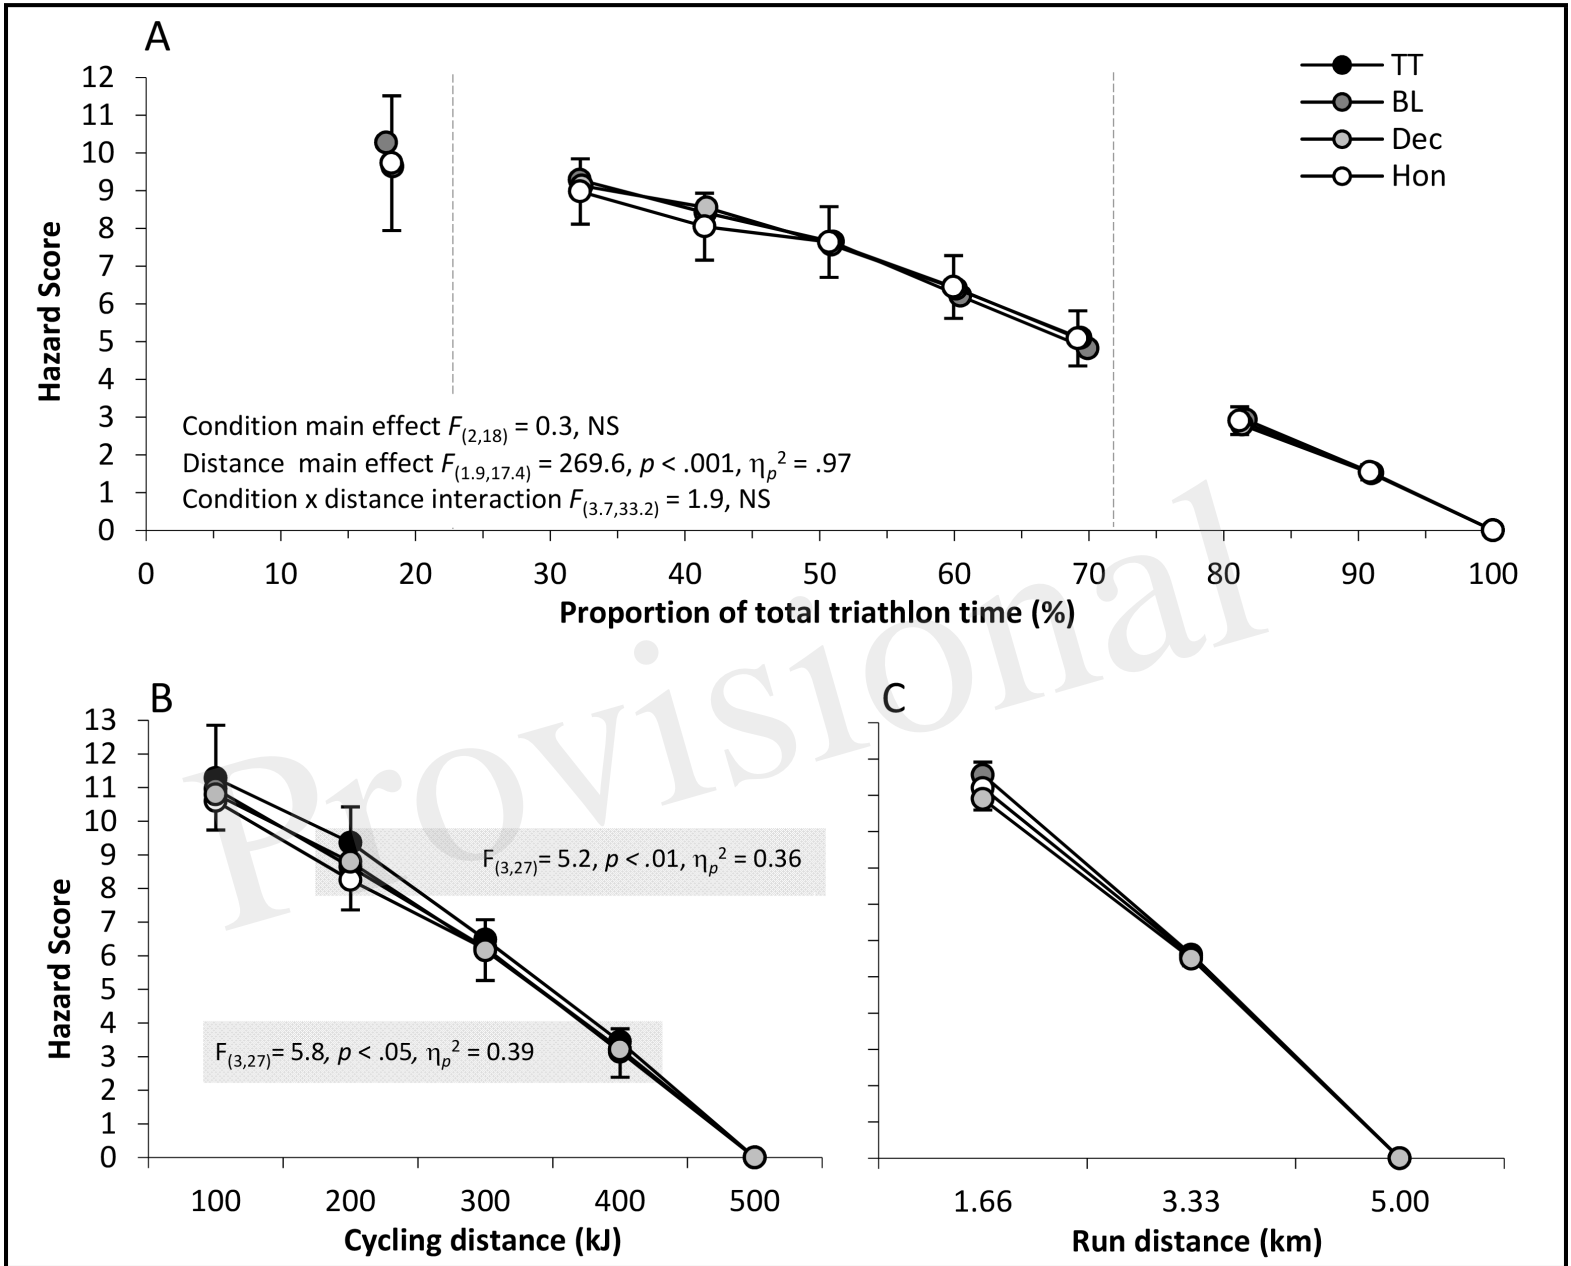 A
TT
BL
Dec
Hon
12
11
10
9
8
7
6
5
4
3
2
1
0
Hazard Score
Condition main effect F(2,18) = 0.3, NS
Distance  main effect F(1.9,17.4) = 269.6, p < .001, ηp2 = .97
Condition x distance interaction F(3.7,33.2) = 1.9, NS
0 10 20 30 40 50 60 70 80 90 100
Proportion of total triathlon time (%)
Provisional
B
13
12
11
10
9
8
7
6
5
4
3
2
1
0
Hazard Score
F(3,27)= 5.2, p < .01, ηp2 = 0.36
F(3,27)= 5.8, p < .05, ηp2 = 0.39
100 200 300 400 500
Cycling distance (kJ)
C
1.66 3.33 5.00
Run distance (km)